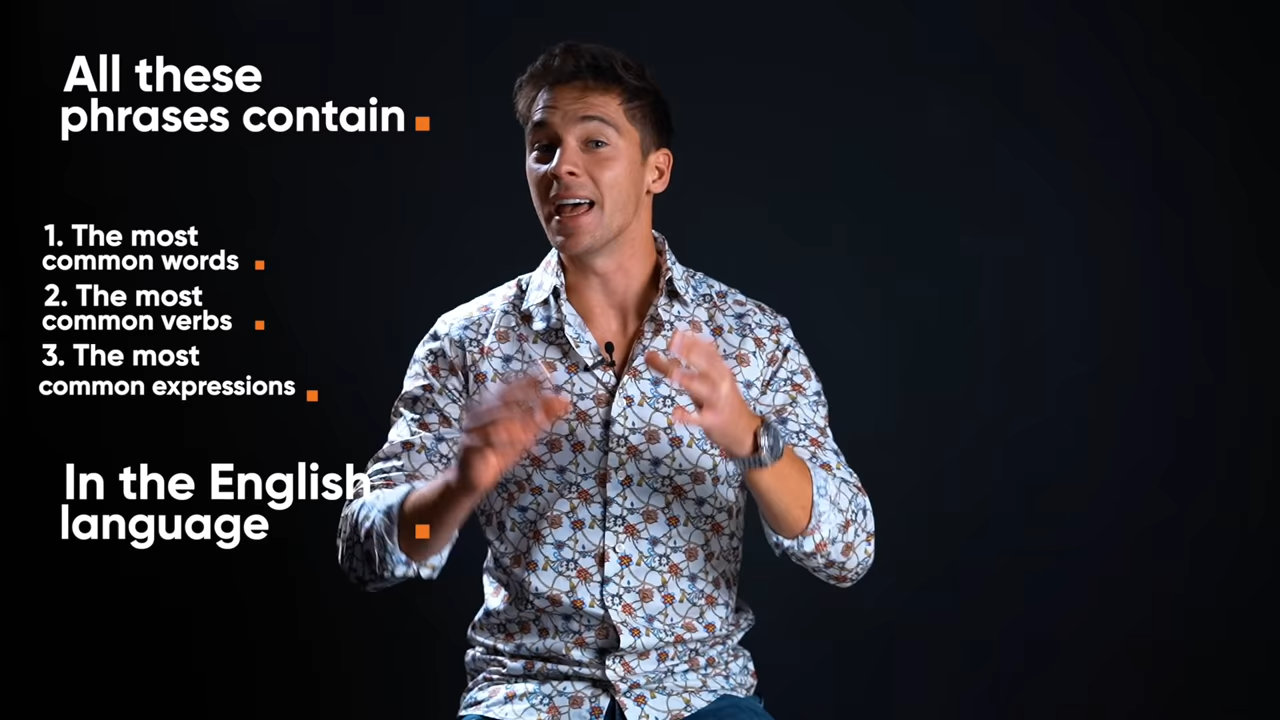 All these
phrases contain
1. The most
common words
2. The most
common verbs
3. The most
common expressions
In the English
language